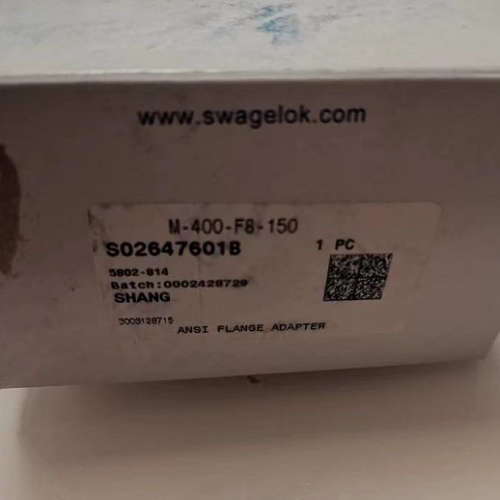 www.swagelok.com
M-400-F8-150
S02647601B 1 PC
5802-814
Batch:0002428729
SHANG
3003128715
ANSI FLANGE ADAPTER